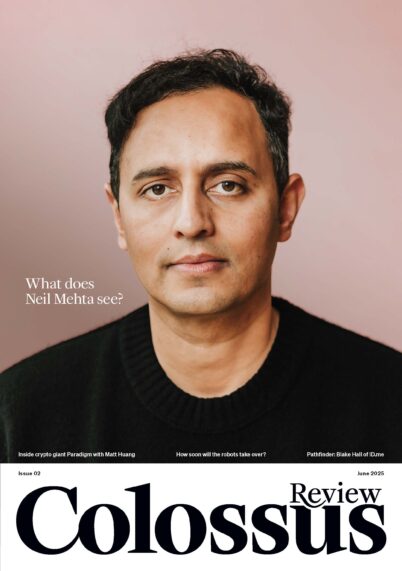 What does
Neil Mehta see?
Inside crypto giant Paradigm with Matt Huang
How soon will the robots take over?
Pathfinder: Blake Hall of ID.me
Issue 02
June 2025
Review
Colossus